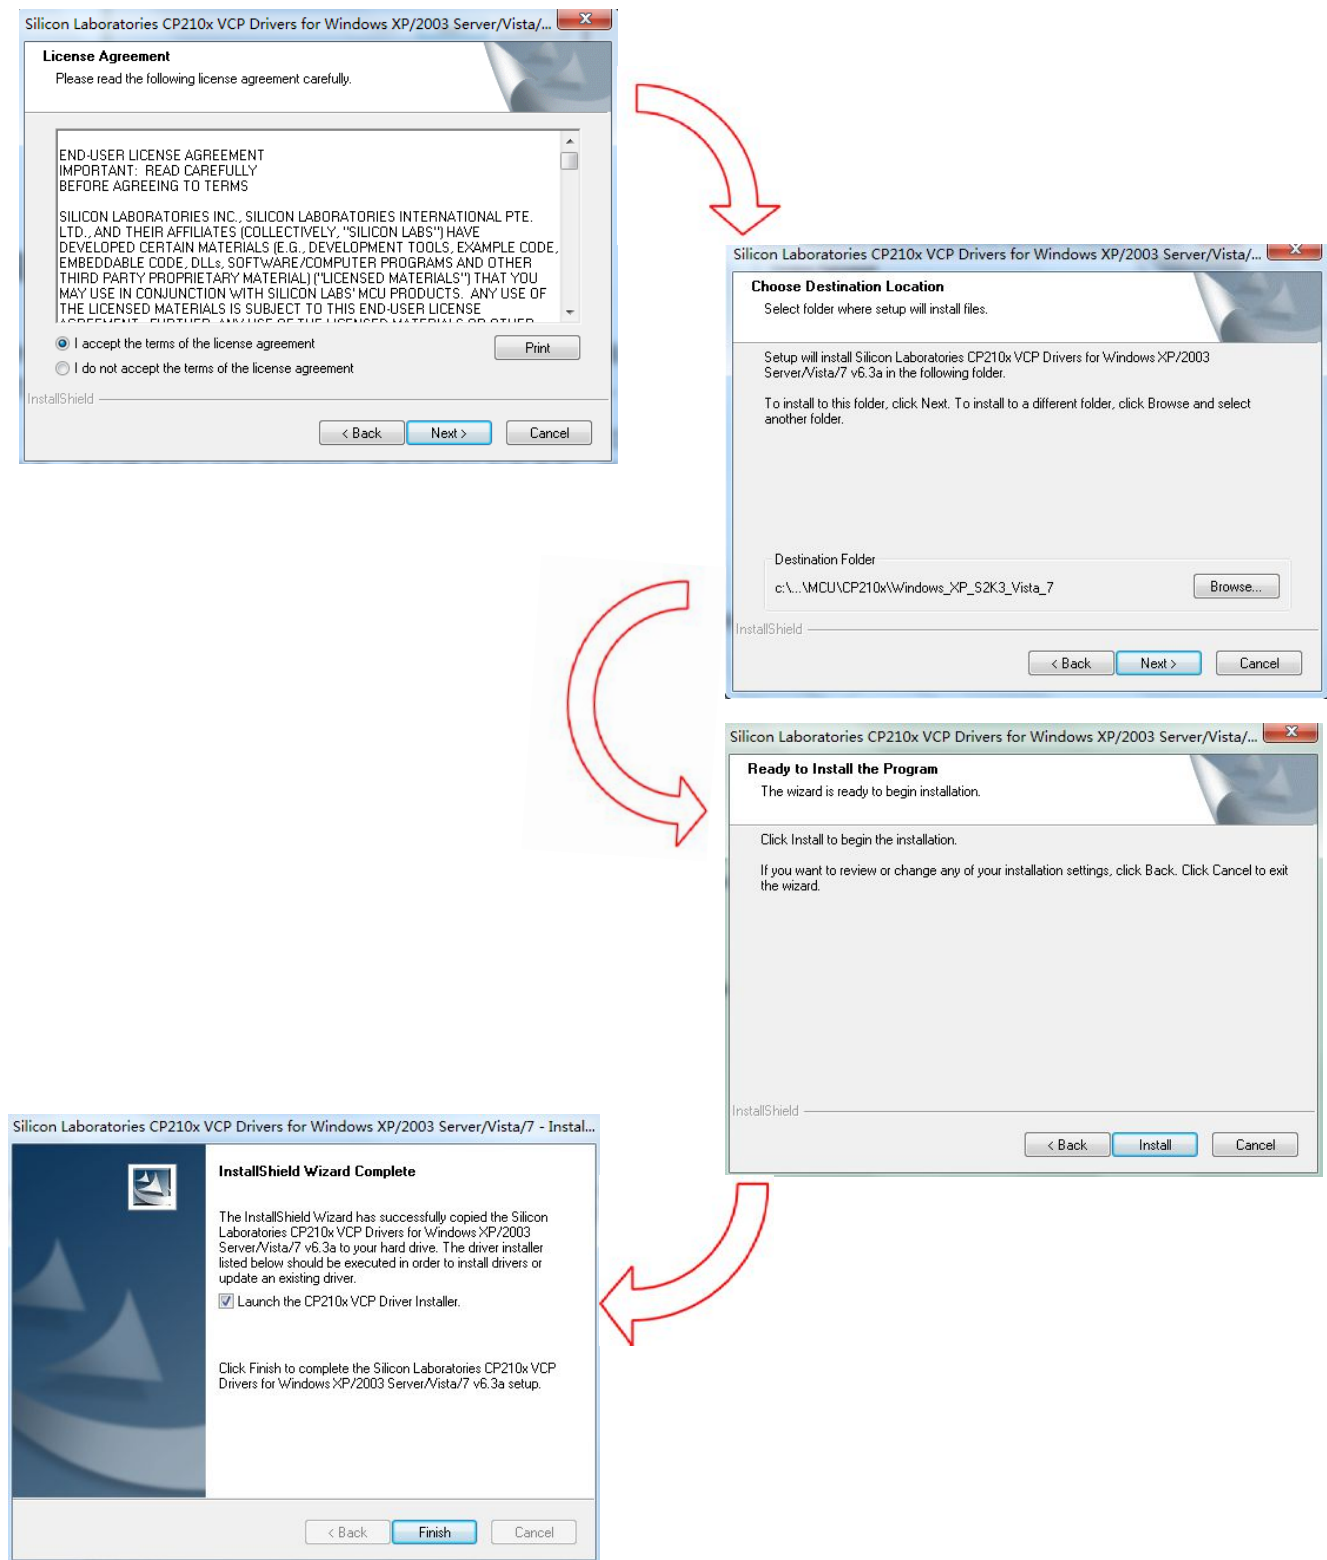 Silicon Laboratories CP210x VCP Drivers for Windows XP/2003 Server/Vista/...
License Agreement
Please read the following license agreement carefully.
END-USER LICENSE AGREEMENT
IMPORTANT:  READ CAREFULLY
BEFORE AGREEING TO TERMS
SILICON LABORATORIES INC., SILICON LABORATORIES INTERNATIONAL PTE.
LTD., AND THEIR AFFILIATES (COLLECTIVELY, "SILICON LABS") HAVE
DEVELOPED CERTAIN MATERIALS (E.G., DEVELOPMENT TOOLS, EXAMPLE CODE,
EMBEDDABLE CODE, DLLs, SOFTWARE/COMPUTER PROGRAMS AND OTHER
THIRD PARTY PROPRIETARY MATERIAL) ("LICENSED MATERIALS") THAT YOU
MAY USE IN CONJUNCTION WITH SILICON LABS' MCU PRODUCTS.  ANY USE OF
THE LICENSED MATERIALS IS SUBJECT TO THIS END-USER LICENSE
AGREEMENT.  FURTHER, ANY USE OF THE LICENSED MATERIALS OR OTHER
I accept the terms of the license agreement
Print
I do not accept the terms of the license agreement
InstallShield
< Back
Next >
Cancel
Silicon Laboratories CP210x VCP Drivers for Windows XP/2003 Server/Vista/...
Choose Destination Location
Select folder where setup will install files.
Setup will install Silicon Laboratories CP210x VCP Drivers for Windows XP/2003
Server/Vista/7 v6.3a in the following folder.
To install to this folder, click Next. To install to a different folder, click Browse and select
another folder.
Destination Folder
c:\...\MCU\CP210x\Windows_XP_S2K3_Vista_7
Browse...
InstallShield
< Back
Next >
Cancel
Silicon Laboratories CP210x VCP Drivers for Windows XP/2003 Server/Vista/...
Ready to Install the Program
The wizard is ready to begin installation.
Click Install to begin the installation.
If you want to review or change any of your installation settings, click Back. Click Cancel to exit
the wizard.
InstallShield
< Back
Install
Cancel
Silicon Laboratories CP210x VCP Drivers for Windows XP/2003 Server/Vista/7 - Instal...
InstallShield Wizard Complete
The InstallShield Wizard has successfully copied the Silicon
Laboratories CP210x VCP Drivers for Windows XP/2003
Server/Vista/7 v6.3a to your hard drive. The driver installer
listed below should be executed in order to install drivers or
update an existing driver.
Launch the CP210x VCP Driver Installer.
Click Finish to complete the Silicon Laboratories CP210x VCP
Drivers for Windows XP/2003 Server/Vista/7 v6.3a setup.
< Back
Finish
Cancel